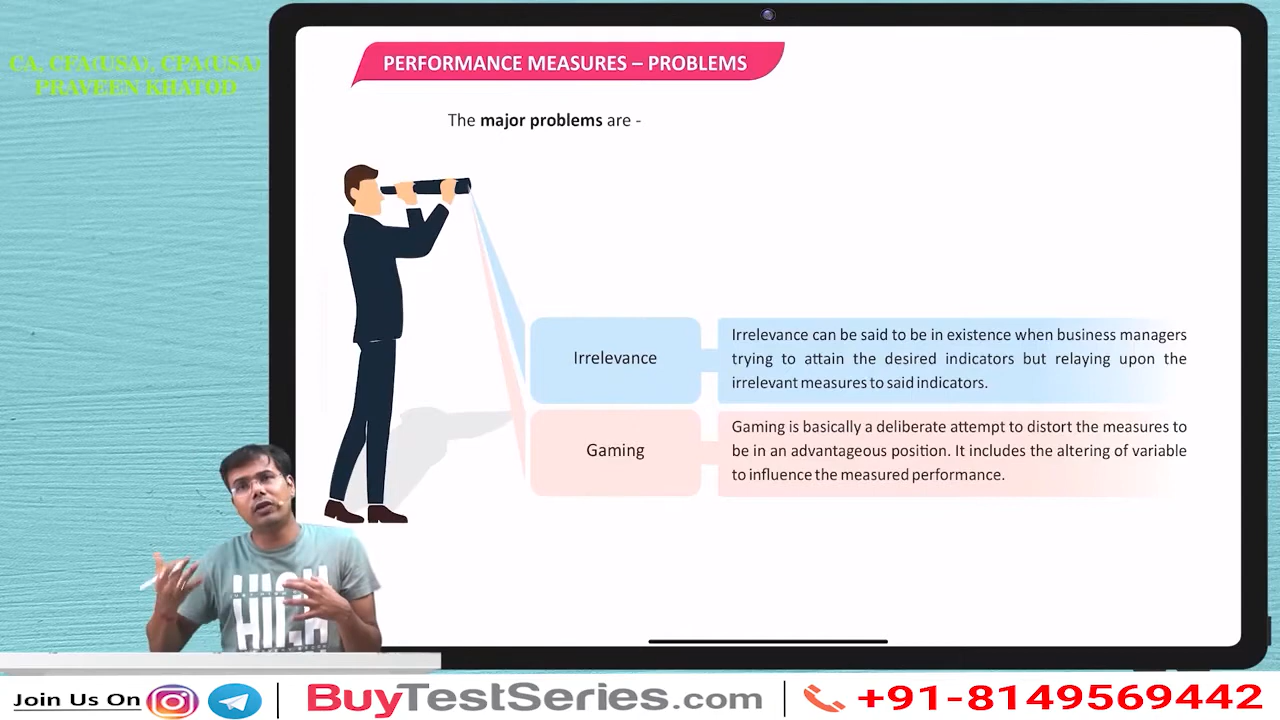 CA, CFA(USA), CPA(USA)
PRAVEEN KHATOD
PERFORMANCE MEASURES – PROBLEMS
The major problems are -
Irrelevance
Irrelevance can be said to be in existence when business managers
trying to attain the desired indicators but relaying upon the
irrelevant measures to said indicators.
Gaming
Gaming is basically a deliberate attempt to distort the measures to
be in an advantageous position. It includes the altering of variable
to influence the measured performance.
HIGH
Join Us On
BuyTestSeries.com
+91-8149569442